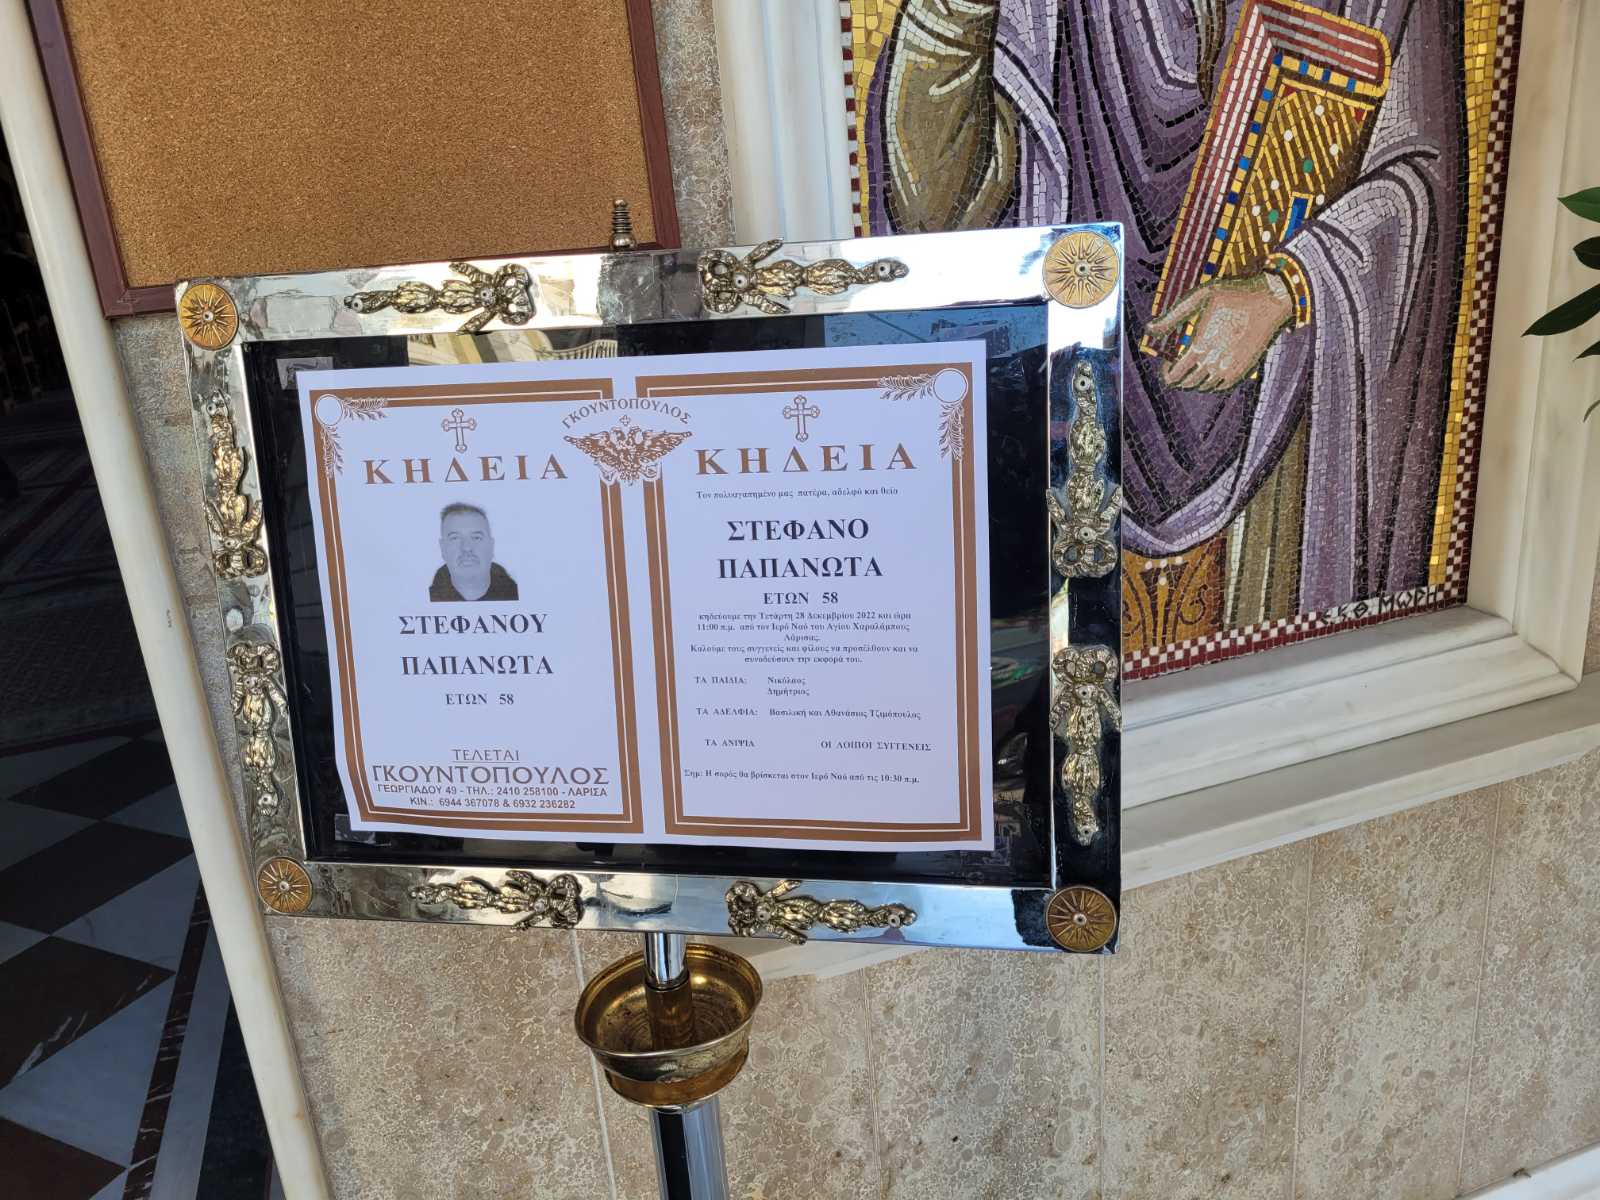 ΓΚΟΥΝΤΟΠΟΥΛΟΣ
ΚΗΔΕΙΑ
ΣΤΕΦΑΝΟΥ
ΠΑΠΑΝΩΤΑ
ΕΤΩΝ 58
ΤΕΛΕΤΑΙ
ΓΚΟΥΝΤΟΠΟΥΛΟΣ
ΓΕΩΡΓΙΑΔΟΥ 49 - ΤΗΛ.: 2410 258100 - ΛΑΡΙΣΑ
ΚΙΝ.: 6944 367078 & 6932 236282
ΚΗΔΕΙΑ
Τον πολυαγαπημένο μας πατέρα, αδελφό και θείο
ΣΤΕΦΑΝΟ
ΠΑΠΑΝΩΤΑ
ΕΤΩΝ 58
κηδεύουμε την Τετάρτη 28 Δεκεμβρίου 2022 και ώρα
11:00 π.μ. από τον Ιερό Ναό του Αγίου Χαραλάμπους
Λάρισας.
Καλούμε τους συγγενείς και φίλους να προσέλθουν και να
συνοδεύσουν την εκφορά του.
ΤΑ ΠΑΙΔΙΑ: Νικόλαος
Δημήτριος
ΤΑ ΑΔΕΛΦΙΑ: Βασιλική και Αθανάσιος Τζιμόπουλος
ΤΑ ΑΝΙΨΙΑ ΟΙ ΛΟΙΠΟΙ ΣΥΓΓΕΝΕΙΣ
Σημ: Η σορός θα βρίσκεται στον Ιερό Ναό από τις 10:30 π.μ.